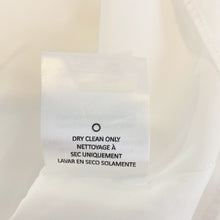 DRY CLEAN ONLY
NETTOYAGE À
SEC UNIQUEMENT
LAVAR EN SECO SOLAMENTE